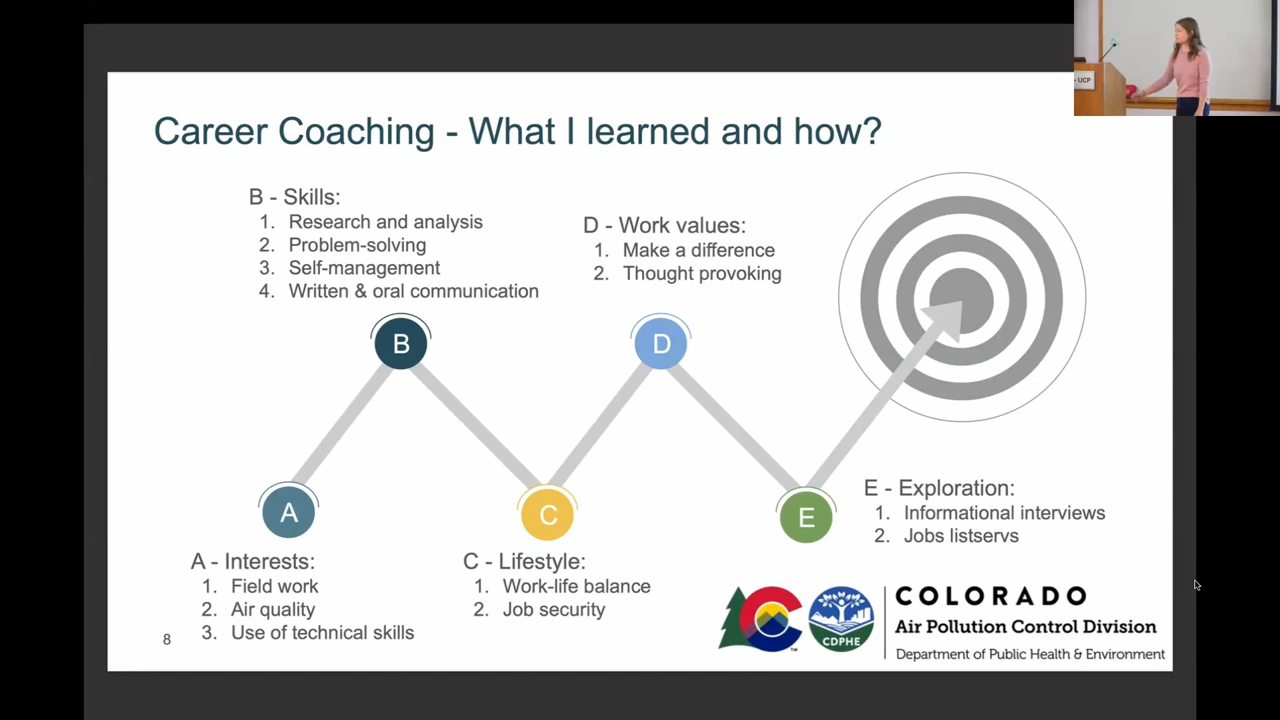 Career Coaching - What I learned and how?
B - Skills:
1. Research and analysis
2. Problem-solving
3. Self-management
4. Written & oral communication
D - Work values:
1. Make a difference
2. Thought provoking
B
D
A
C
E
A - Interests:
1. Field work
2. Air quality
3. Use of technical skills
C - Lifestyle:
1. Work-life balance
2. Job security
E - Exploration:
1. Informational interviews
2. Jobs listservs
8
CDPHE
TM
COLORADO
Air Pollution Control Division
Department of Public Health & Environment
- UCP